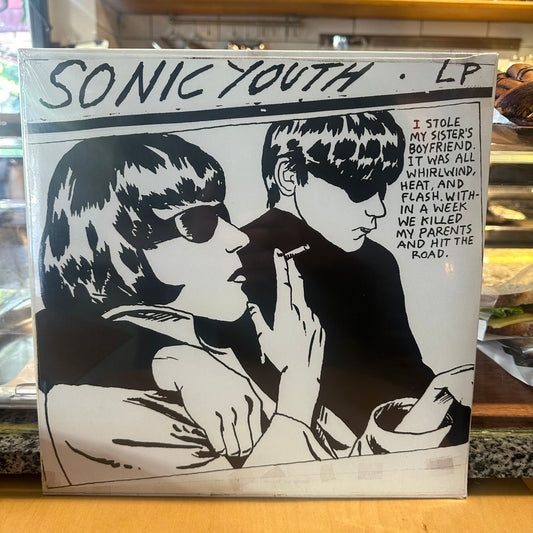 SONIC YOUTH . LP
I STOLE
MY SISTER'S
BOYFRIEND.
IT WAS ALL
WHIRLWIND,
HEAT, AND
FLASH. WITH-
IN A WEEK
WE KILLED
MY PARENTS
AND HIT THE
ROAD.